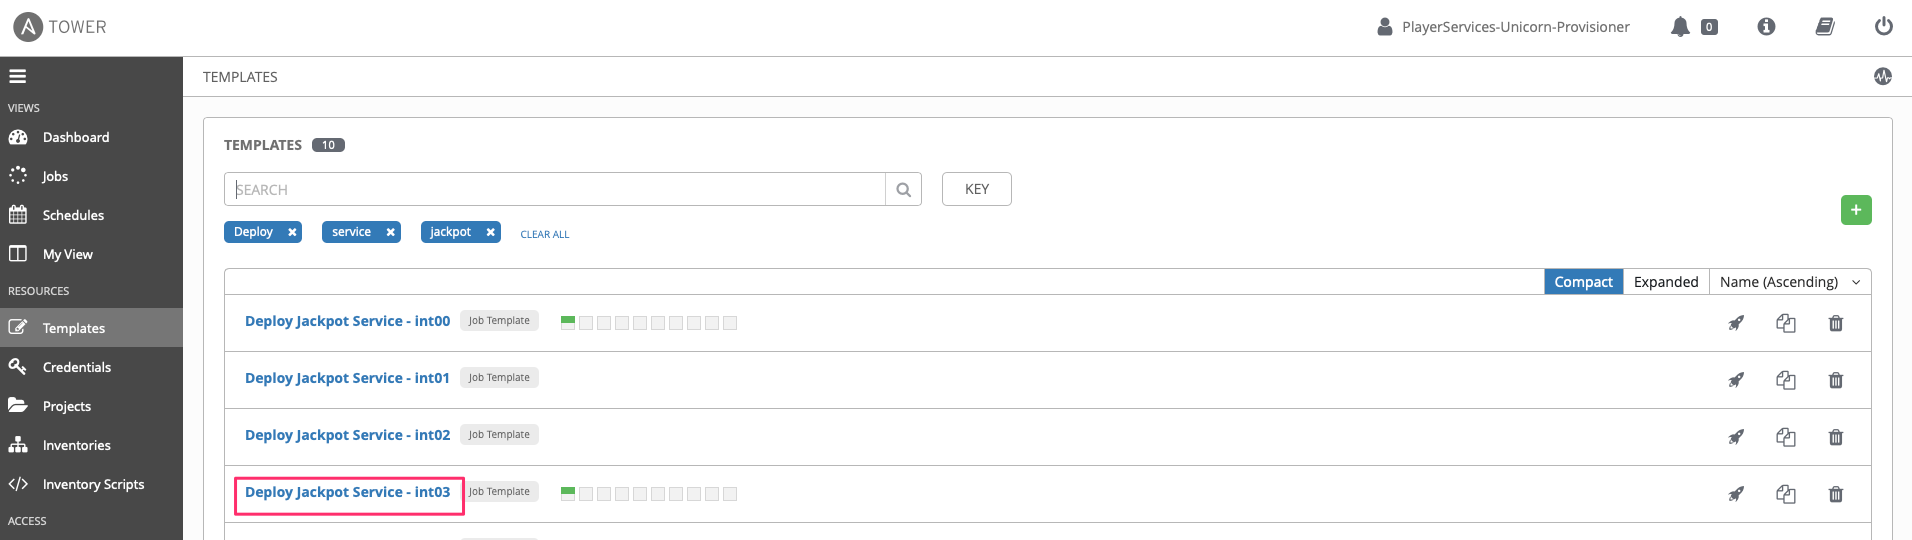 A TOWER
PlayerServices-Unicorn-Provisioner 0
VIEWS
Dashboard
Jobs
Schedules
My View
RESOURCES
Templates
Credentials
Projects
Inventories
Inventory Scripts
ACCESS
TEMPLATES
TEMPLATES 10
SEARCH KEY
Deploy service jackpot CLEAR ALL
+
Compact Expanded Name (Ascending)
Deploy Jackpot Service - int00 Job Template
Deploy Jackpot Service - int01 Job Template
Deploy Jackpot Service - int02 Job Template
Deploy Jackpot Service - int03 Job Template